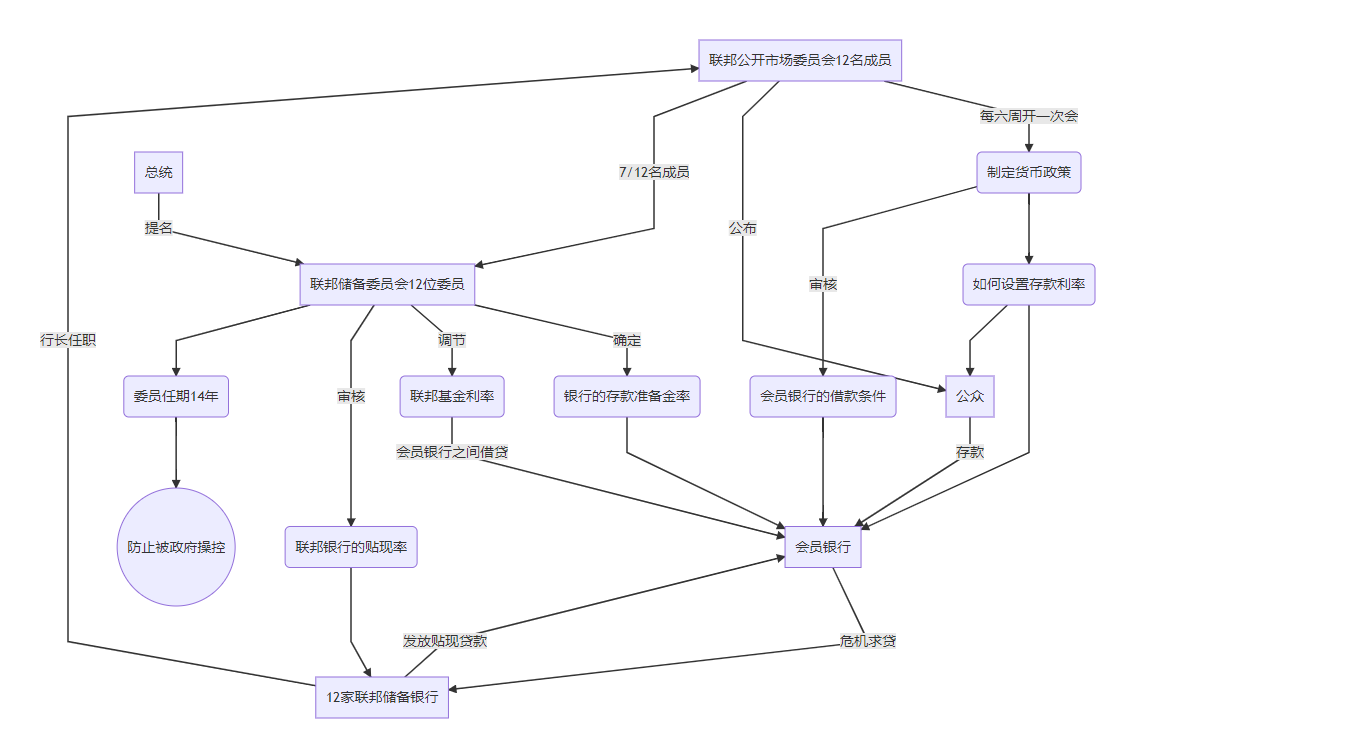 联邦公开市场委员会12名成员
每六周开一次会
总统
7/12名成员
制定货币政策
提名
公布
联邦储备委员会12位委员
审核
如何设置存款利率
行长任职
调节
确定
委员任期14年
审核
联邦基金利率
银行的存款准备金率
会员银行的借款条件
公众
会员银行之间借贷
存款
防止被政府操控
联邦银行的贴现率
会员银行
发放贴现贷款
危机求贷
12家联邦储备银行